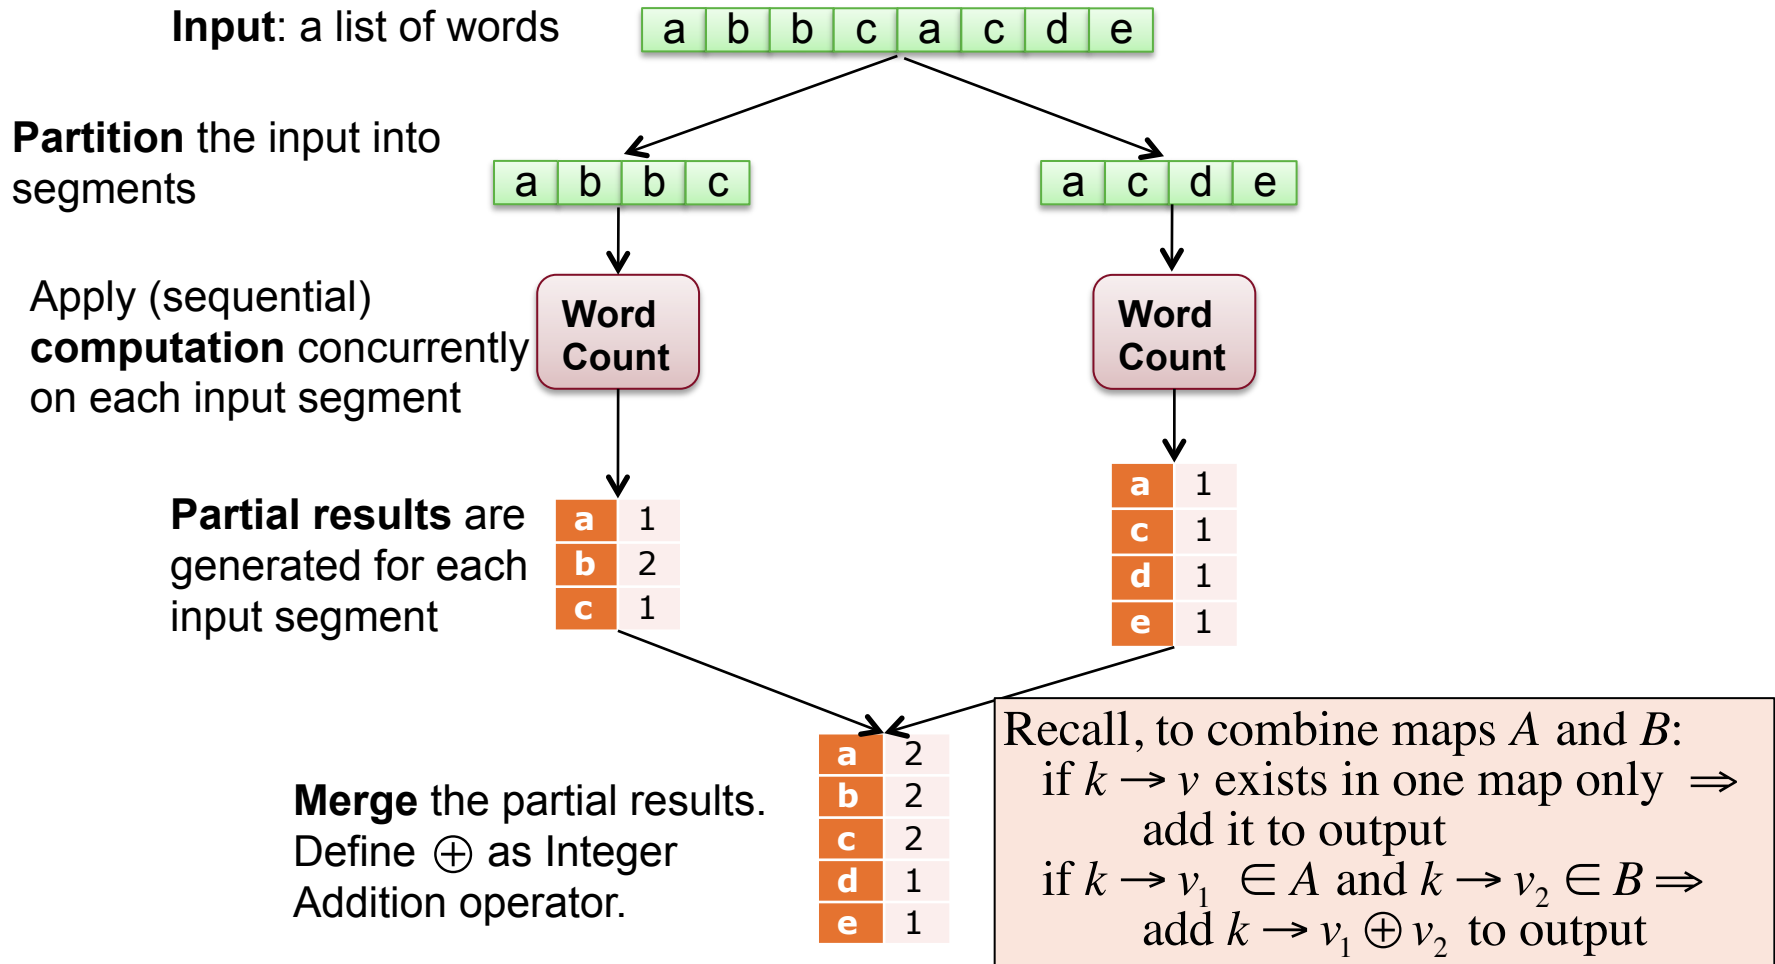 Input: a list of words
a b b c a c d e
Partition the input into
segments
a b b c
a c d e
Apply (sequential)
computation concurrently
on each input segment
Word
Count
Word
Count
Partial results are
generated for each
input segment
a 1
b 2
c 1
a 1
c 1
d 1
e 1
Merge the partial results.
Define ⊕ as Integer
Addition operator.
a 2
b 2
c 2
d 1
e 1
Recall, to combine maps A and B:
if k → v exists in one map only ⇒
add it to output
if k → v₁ ∈ A and k → v₂ ∈ B ⇒
add k → v₁ ⊕ v₂ to output